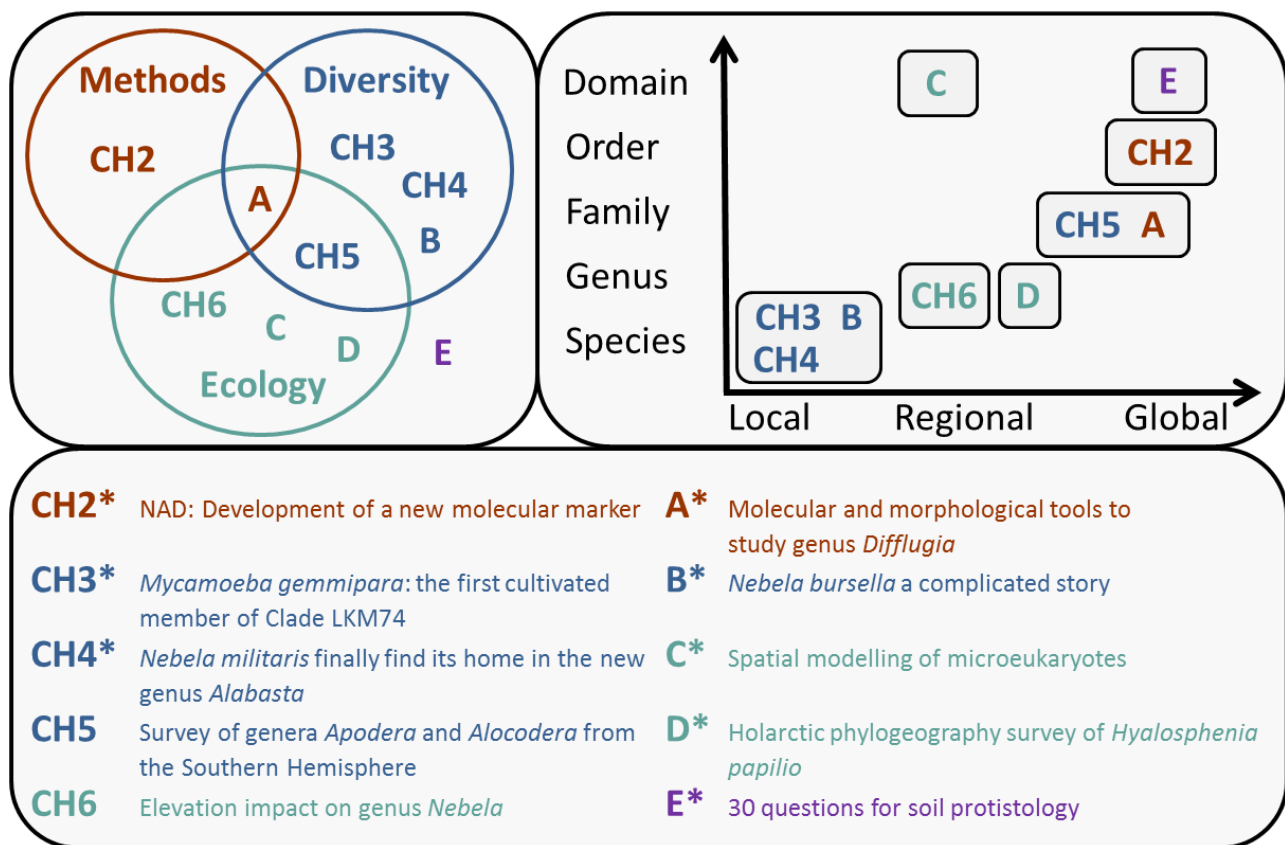 Methods
Diversity
CH2
CH3
CH4
A
B
CH5
CH6
C
D
E
Ecology
Domain
C
E
Order
CH2
Family
CH5 A
Genus
CH6
D
CH3 B
Species
CH4
Local
Regional
Global
CH2* NAD: Development of a new molecular marker
CH3* Mycamoeba gemmipara: the first cultivated
member of Clade LKM74
CH4* Nebela militaris finally find its home in the new
genus Alabasta
CH5 Survey of genera Apodera and Alocodera from
the Southern Hemisphere
CH6 Elevation impact on genus Nebela
A* Molecular and morphological tools to
study genus Difflugia
B* Nebela bursella a complicated story
C* Spatial modelling of microeukaryotes
D* Holarctic phylogeography survey of Hyalosphenia
papilio
E* 30 questions for soil protistology